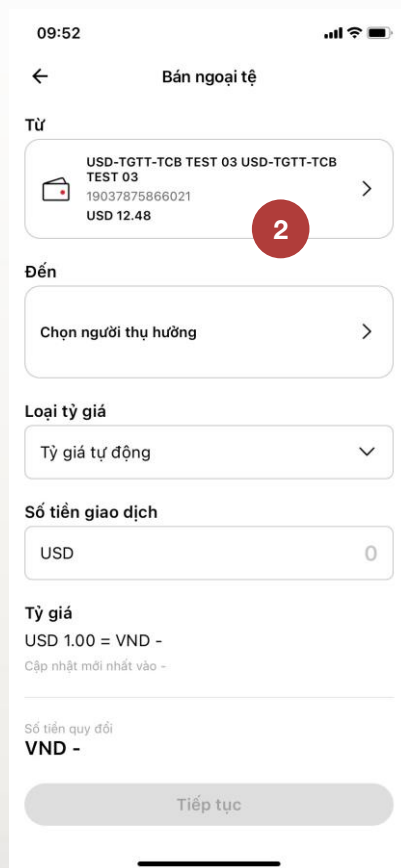 09:52
Bán ngoại tệ
Từ
USD-TGTT-TCB TEST 03 USD-TGTT-TCB
TEST 03
19037875866021
USD 12.48
2
Đến
Chọn người thụ hưởng
Loại tỷ giá
Tỷ giá tự động
Số tiền giao dịch
USD 0
Tỷ giá
USD 1.00 = VND -
Cập nhật mới nhất vào -
Số tiền quy đổi
VND -
Tiếp tục